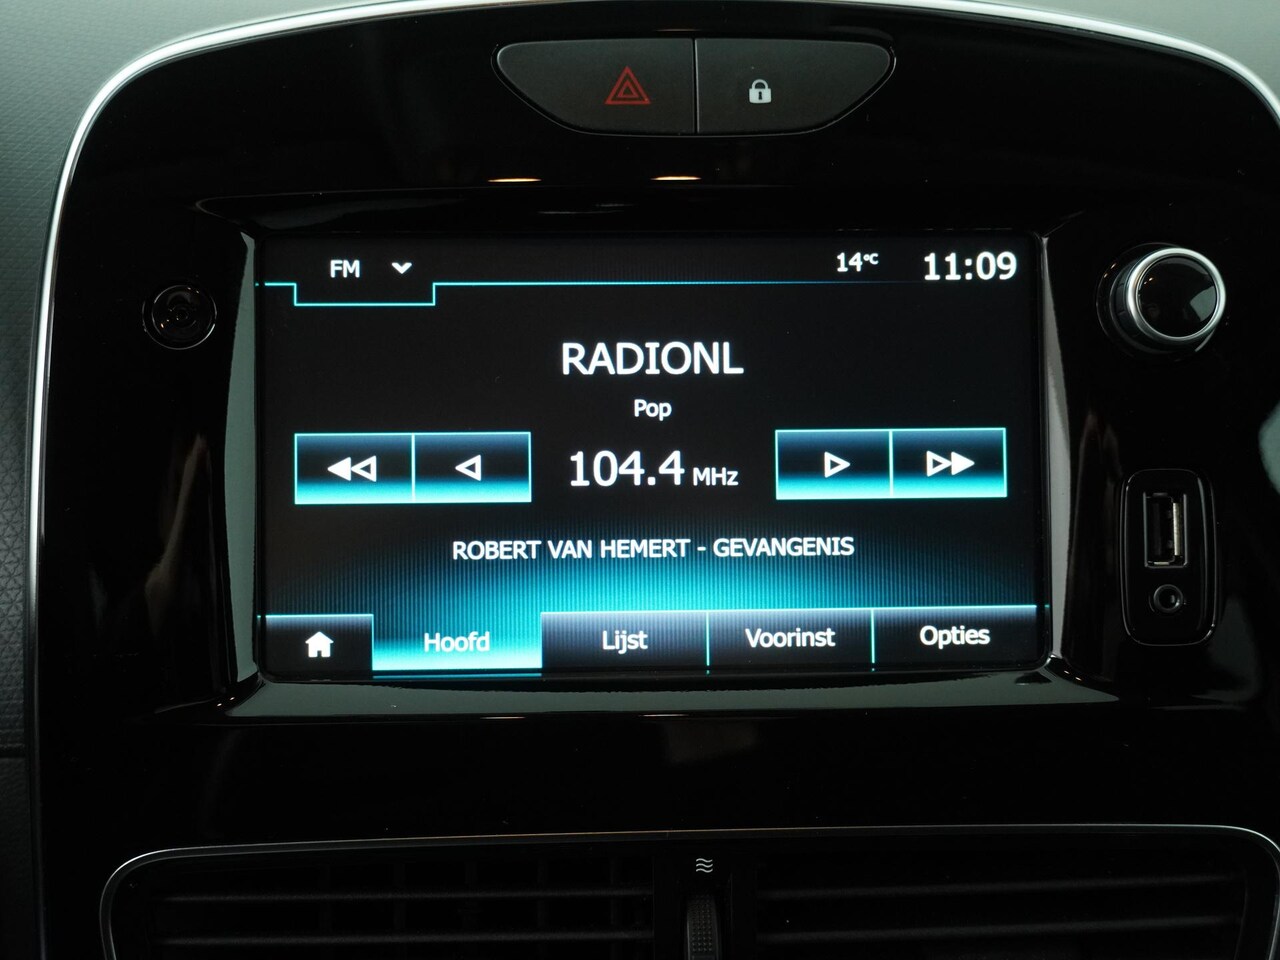 FM
14°C
11:09
RADIONL
Pop
104.4 MHz
ROBERT VAN HEMERT - GEVANGENIS
Hoofd
Lijst
Voorinst
Opties